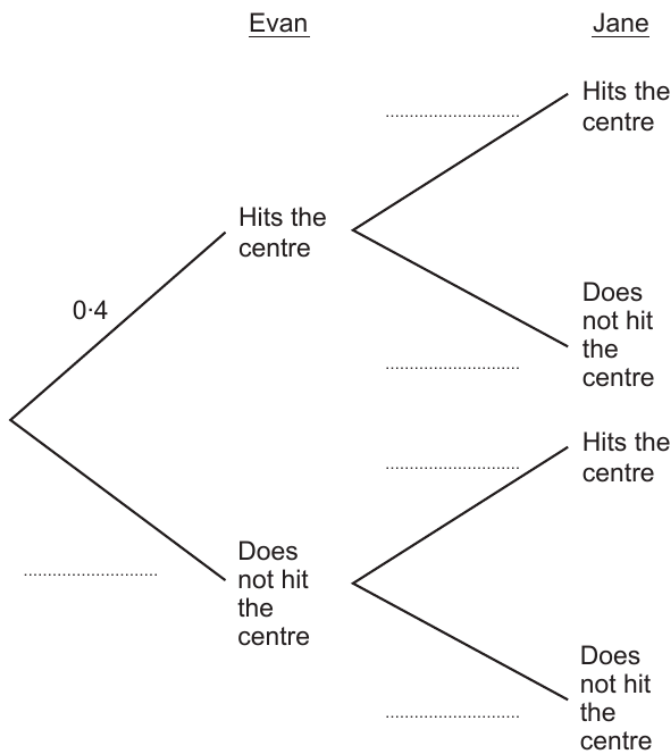 Evan
Jane
Hits the
centre
Hits the
centre
0·4
Does
not hit
the
centre
Hits the
centre
Does
not hit
the
centre
Does
not hit
the
centre